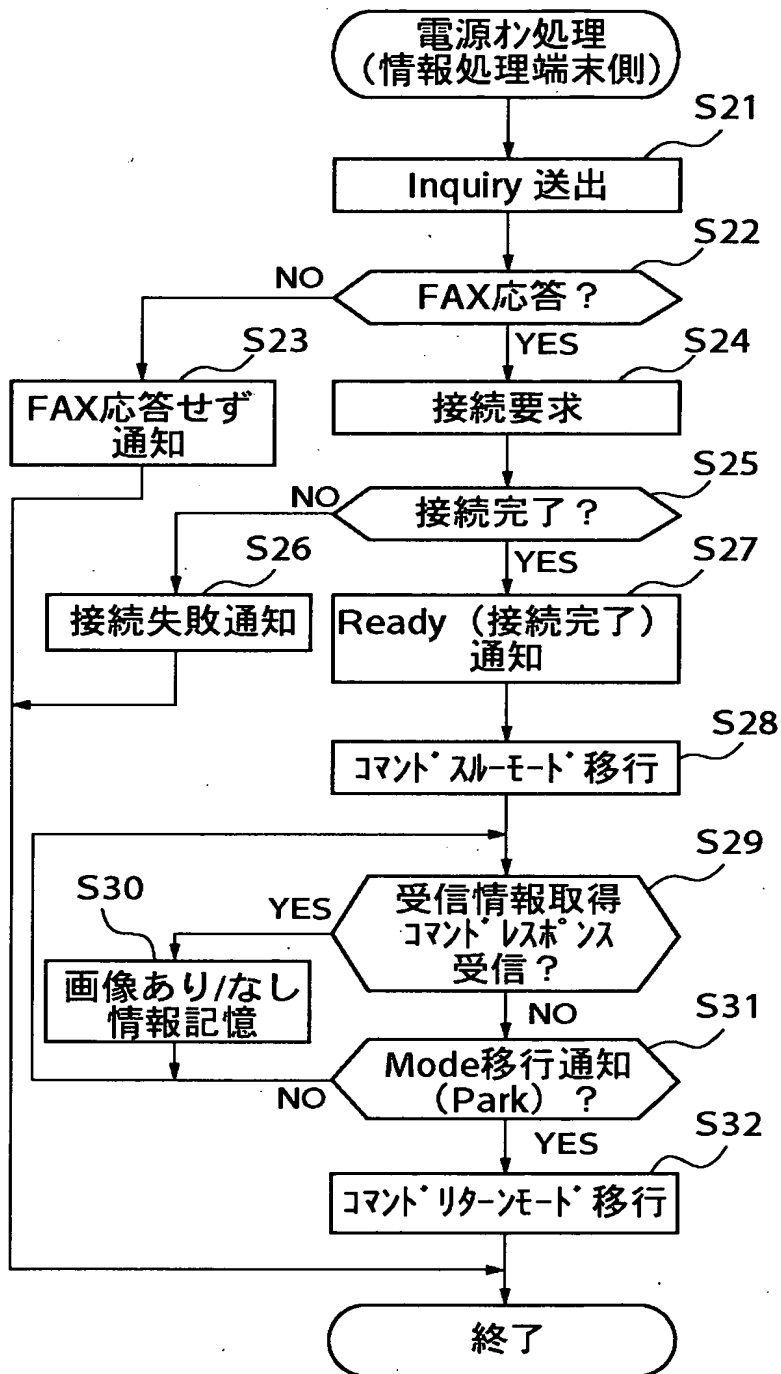 電源ｵﾝ処理
(情報処理端末側)
S21
Inquiry 送出
S22
NO
FAX応答？
YES
S23
FAX応答せず
通知
S24
接続要求
S25
NO
接続完了？
YES
S26
接続失敗通知
S27
Ready (接続完了)
通知
S28
ｺﾏﾝﾄﾞｽﾙｰﾓｰﾄﾞ移行
S29
受信情報取得
ｺﾏﾝﾄﾞﾚｽﾎﾟﾝｽ
受信？
YES
NO
S30
画像あり/なし
情報記憶
S31
Mode移行通知
(Park) ？
NO
YES
S32
ｺﾏﾝﾄﾞﾘﾀｰﾝﾓｰﾄﾞ移行
終了